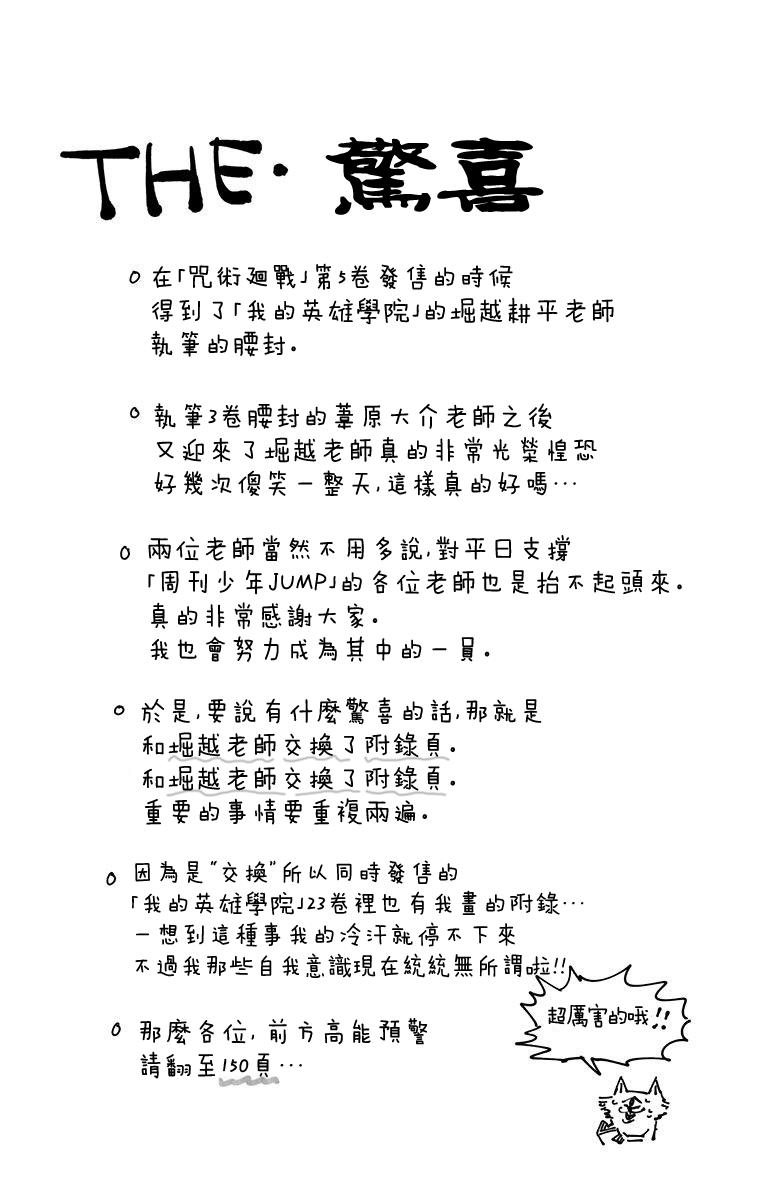 THE・驚喜
○ 在「咒術廻戰」第5卷發售的時候
得到了「我的英雄學院」的堀越耕平老師
執筆的腰封.
○ 執筆3卷腰封的葦原大介老師之後
又迎來了堀越老師真的非常光榮惶恐
好幾次傻笑一整天,這樣真的好嗎…
○ 兩位老師當然不用多說,對平日支撐
「周刊少年JUMP」的各位老師也是抬不起頭來.
真的非常感謝大家.
我也會努力成為其中的一員.
○ 於是,要說有什麼驚喜的話,那就是
和堀越老師交換了附錄頁.
和堀越老師交換了附錄頁.
重要的事情要重複兩遍.
○ 因為是"交換"所以同時發售的
「我的英雄學院」23卷裡也有我畫的附錄…
一想到這種事我的冷汗就停不下來
不過我那些自我意識現在統統無所謂啦!!
超厲害的哦!!
○ 那麼各位,前方高能預警
請翻至150頁…